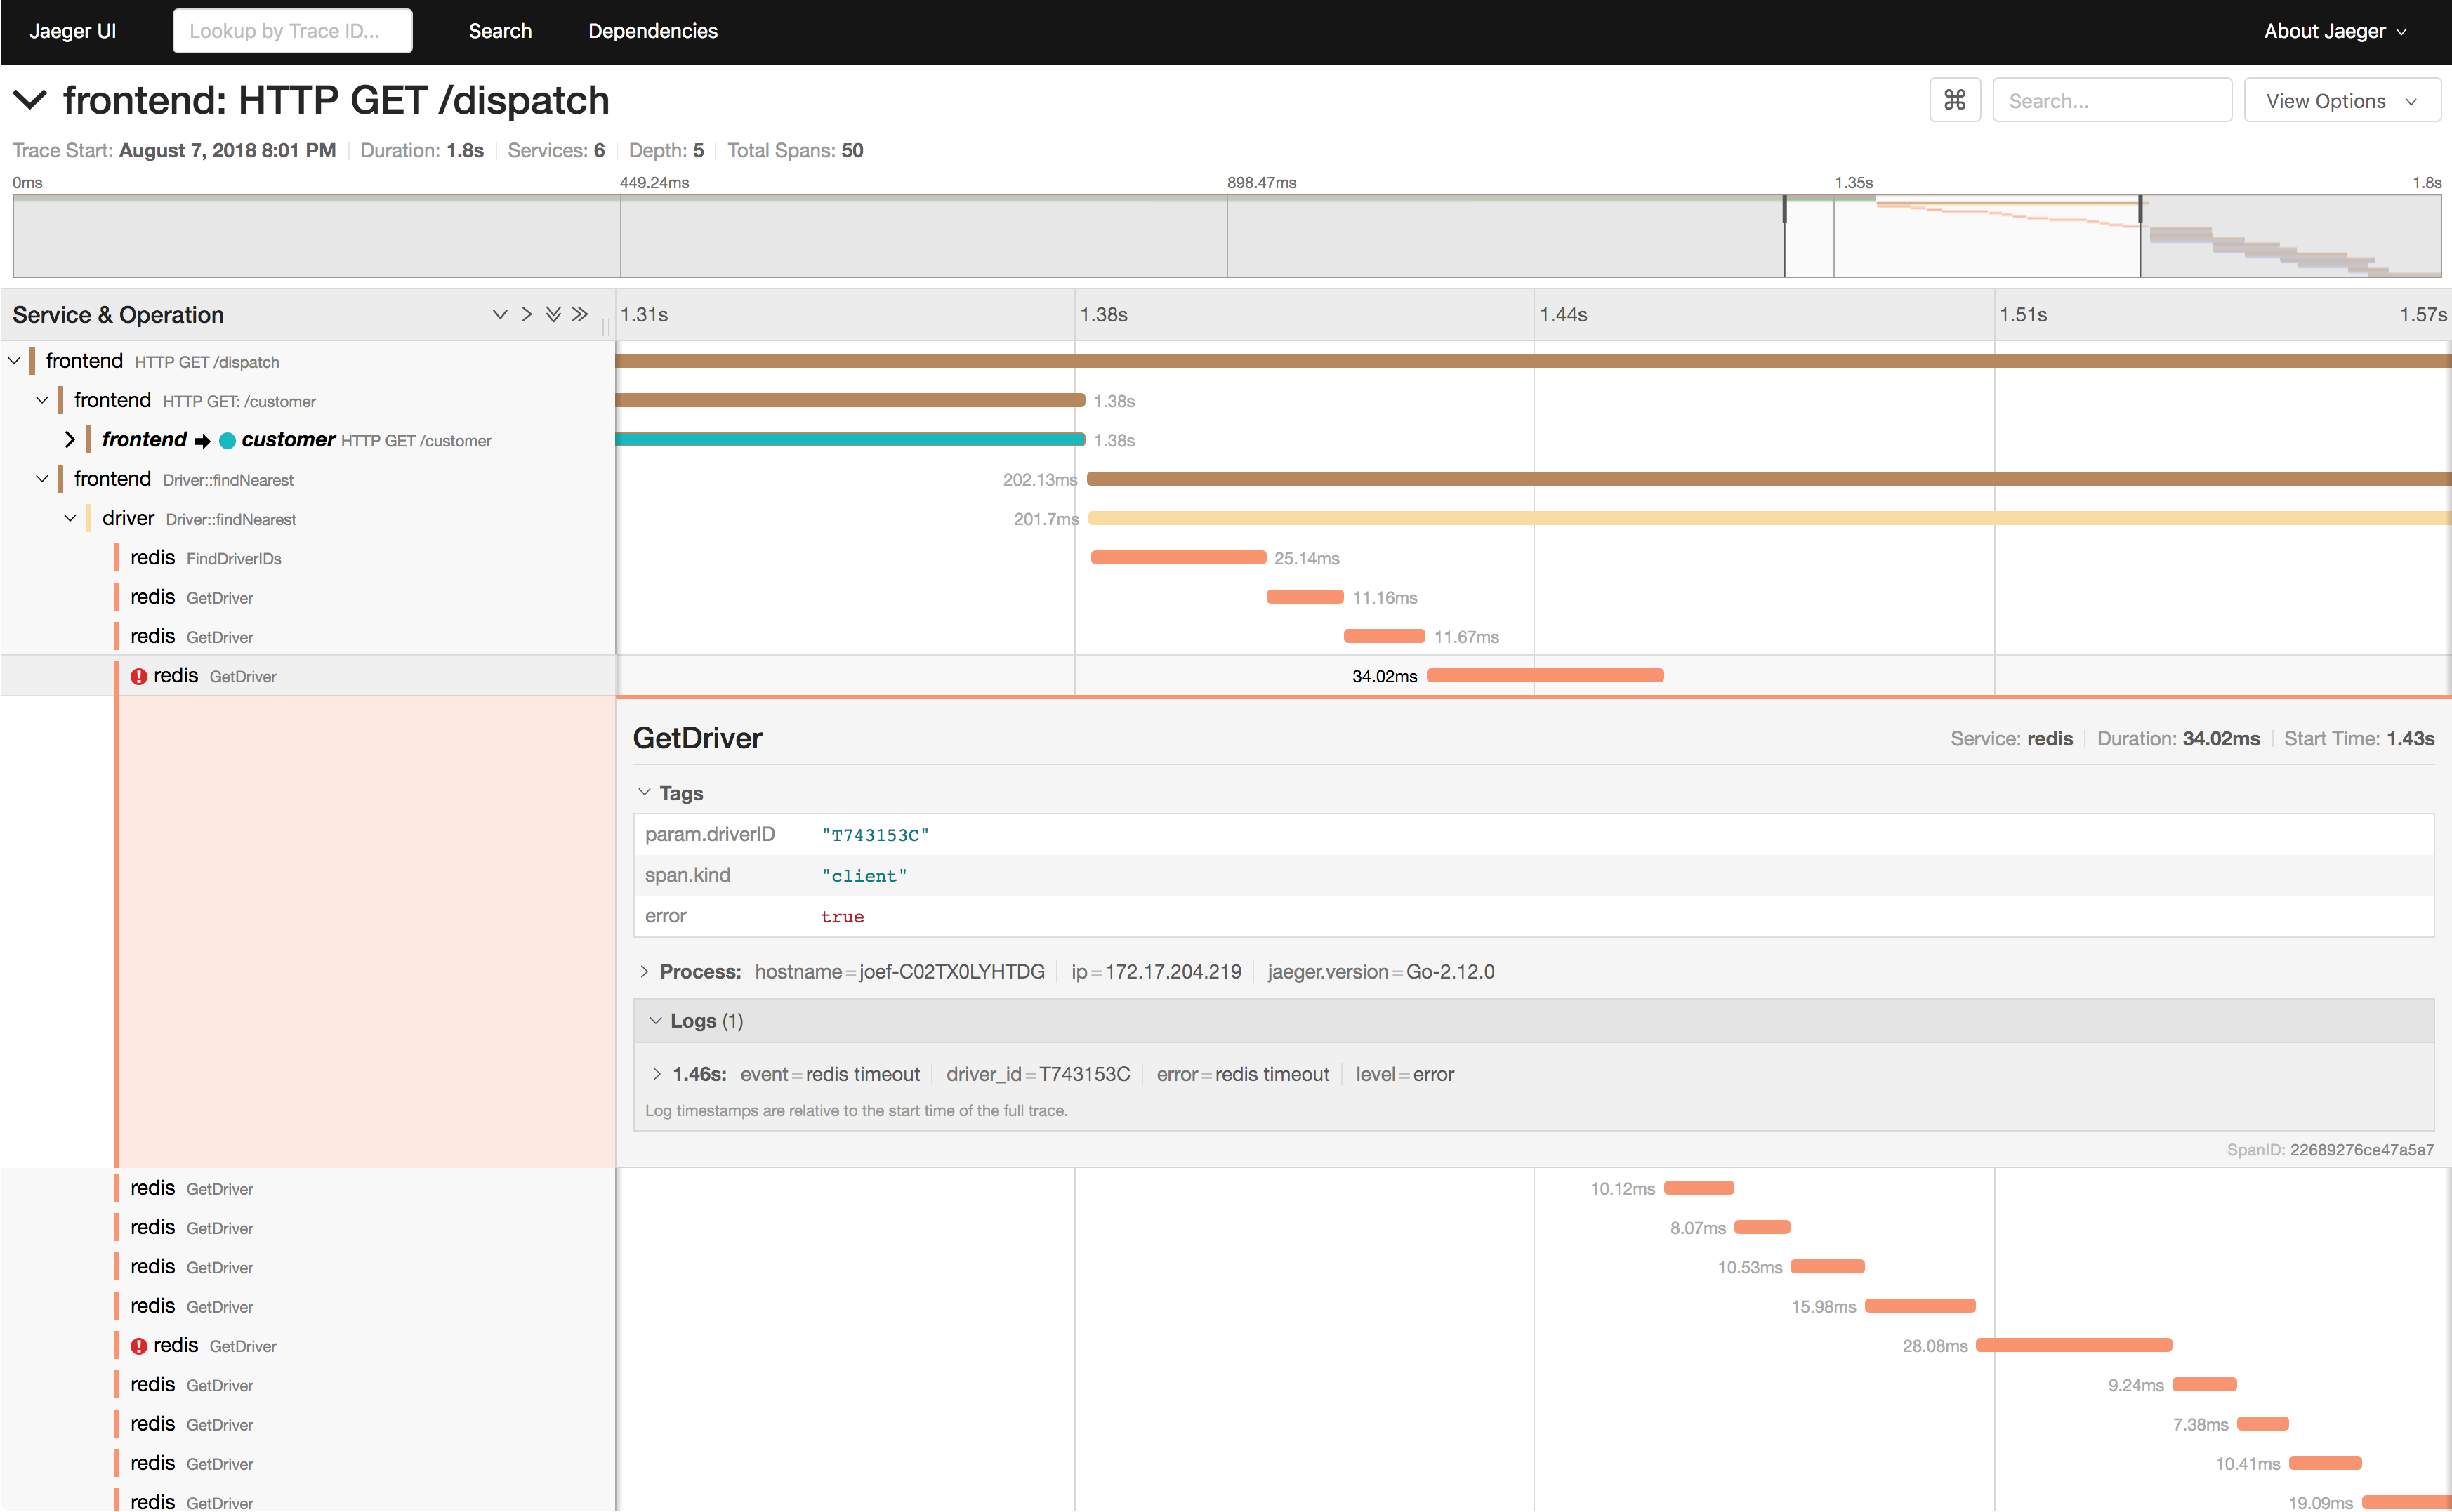 Jaeger UI Lookup by Trace ID... Search Dependencies About Jaeger
frontend: HTTP GET /dispatch ⌘ Search... View Options
Trace Start: August 7, 2018 8:01 PM Duration: 1.8s Services: 6 Depth: 5 Total Spans: 50
0ms 449.24ms 898.47ms 1.35s 1.8s
Service & Operation 1.31s 1.38s 1.44s 1.51s 1.57s
frontend HTTP GET /dispatch
frontend HTTP GET: /customer 1.38s
frontend customer HTTP GET /customer 1.38s
frontend Driver::findNearest 202.13ms
driver Driver::findNearest 201.7ms
redis FindDriverIDs 25.14ms
redis GetDriver 11.16ms
redis GetDriver 11.67ms
redis GetDriver 34.02ms
GetDriver Service: redis Duration: 34.02ms Start Time: 1.43s
Tags
param.driverID "T743153C"
span.kind "client"
error true
Process: hostname=joef-C02TX0LYHTDG ip=172.17.204.219 jaeger.version=Go-2.12.0
Logs (1)
1.46s: event=redis timeout driver_id=T743153C error=redis timeout level=error
Log timestamps are relative to the start time of the full trace.
SpanID: 22689276ce47a5a7
redis GetDriver 10.12ms
redis GetDriver 8.07ms
redis GetDriver 10.53ms
redis GetDriver 15.98ms
redis GetDriver 28.08ms
redis GetDriver 9.24ms
redis GetDriver 7.38ms
redis GetDriver 10.41ms
redis GetDriver 19.09ms